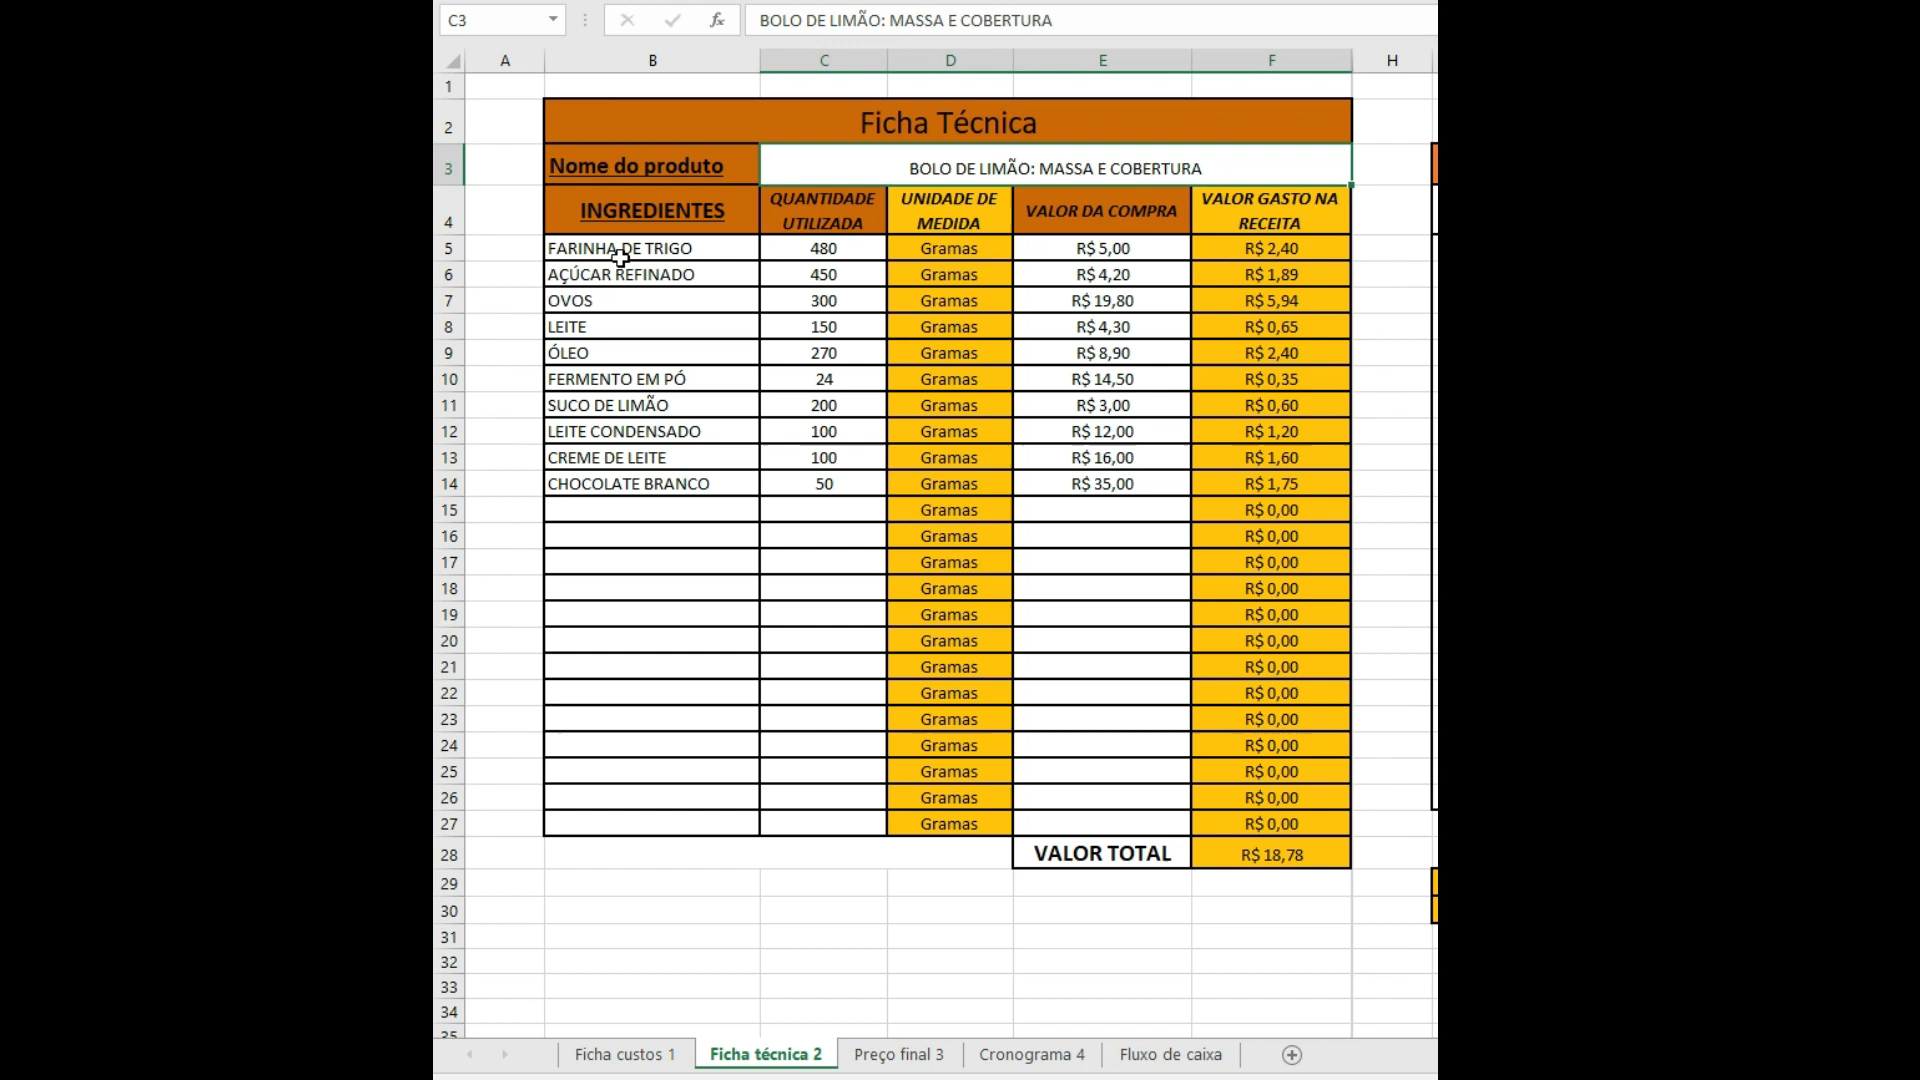 C3 fx BOLO DE LIMÃO: MASSA E COBERTURA
A B C D E F H
1
2 Ficha Técnica
3 Nome do produto BOLO DE LIMÃO: MASSA E COBERTURA
4 INGREDIENTES QUANTIDADE UTILIZADA UNIDADE DE MEDIDA VALOR DA COMPRA VALOR GASTO NA RECEITA
5 FARINHA DE TRIGO 480 Gramas R$ 5,00 R$ 2,40
6 AÇÚCAR REFINADO 450 Gramas R$ 4,20 R$ 1,89
7 OVOS 300 Gramas R$ 19,80 R$ 5,94
8 LEITE 150 Gramas R$ 4,30 R$ 0,65
9 ÓLEO 270 Gramas R$ 8,90 R$ 2,40
10 FERMENTO EM PÓ 24 Gramas R$ 14,50 R$ 0,35
11 SUCO DE LIMÃO 200 Gramas R$ 3,00 R$ 0,60
12 LEITE CONDENSADO 100 Gramas R$ 12,00 R$ 1,20
13 CREME DE LEITE 100 Gramas R$ 16,00 R$ 1,60
14 CHOCOLATE BRANCO 50 Gramas R$ 35,00 R$ 1,75
15 Gramas R$ 0,00
16 Gramas R$ 0,00
17 Gramas R$ 0,00
18 Gramas R$ 0,00
19 Gramas R$ 0,00
20 Gramas R$ 0,00
21 Gramas R$ 0,00
22 Gramas R$ 0,00
23 Gramas R$ 0,00
24 Gramas R$ 0,00
25 Gramas R$ 0,00
26 Gramas R$ 0,00
27 Gramas R$ 0,00
28 VALOR TOTAL R$ 18,78
29
30
31
32
33
34
35
Ficha custos 1 Ficha técnica 2 Preço final 3 Cronograma 4 Fluxo de caixa